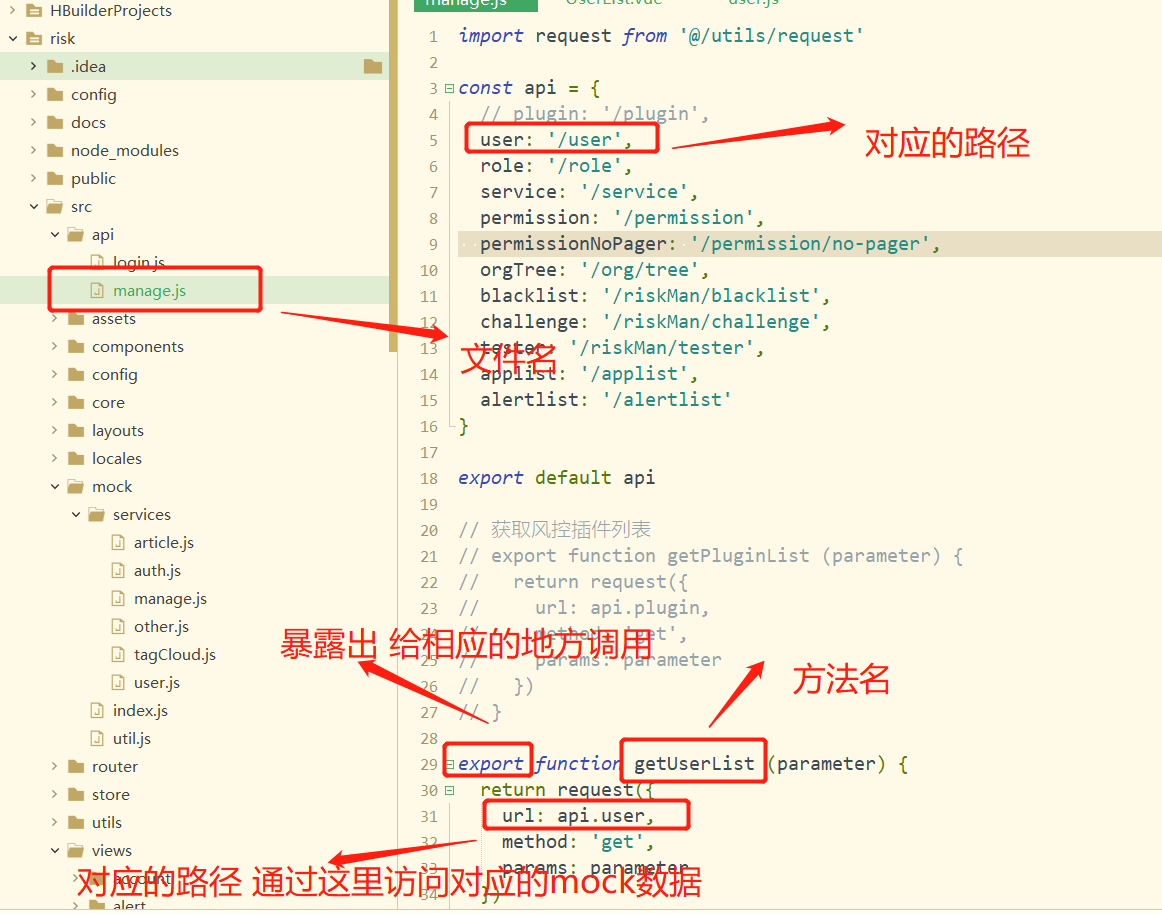 HBuilderProjects
risk
.idea
config
docs
node_modules
public
src
api
login.js
manage.js
assets
components
config
core
layouts
locales
mock
services
article.js
auth.js
manage.js
other.js
tagCloud.js
user.js
index.js
util.js
router
store
utils
views
account
alert
manage.js UserList.vue user.js
1 import request from '@/utils/request'
2
3 const api = {
4 // plugin: '/plugin',
5 user: '/user',
6 role: '/role',
7 service: '/service',
8 permission: '/permission',
9 permissionNoPager: '/permission/no-pager',
10 orgTree: '/org/tree',
11 blacklist: '/riskMan/blacklist',
12 challenge: '/riskMan/challenge',
13 tester: '/riskMan/tester',
14 applist: '/applist',
15 alertlist: '/alertlist'
16 }
17
18 export default api
19
20 // 获取风控插件列表
21 // export function getPluginList (parameter) {
22 // return request({
23 // url: api.plugin,
24 // method: 'get',
25 // params: parameter
26 // })
27 // }
28
29 export function getUserList (parameter) {
30 return request({
31 url: api.user,
32 method: 'get',
33 params: parameter
34 })
对应的路径
文件名
暴露出 给相应的地方调用
方法名
对应的路径 通过这里访问对应的mock数据